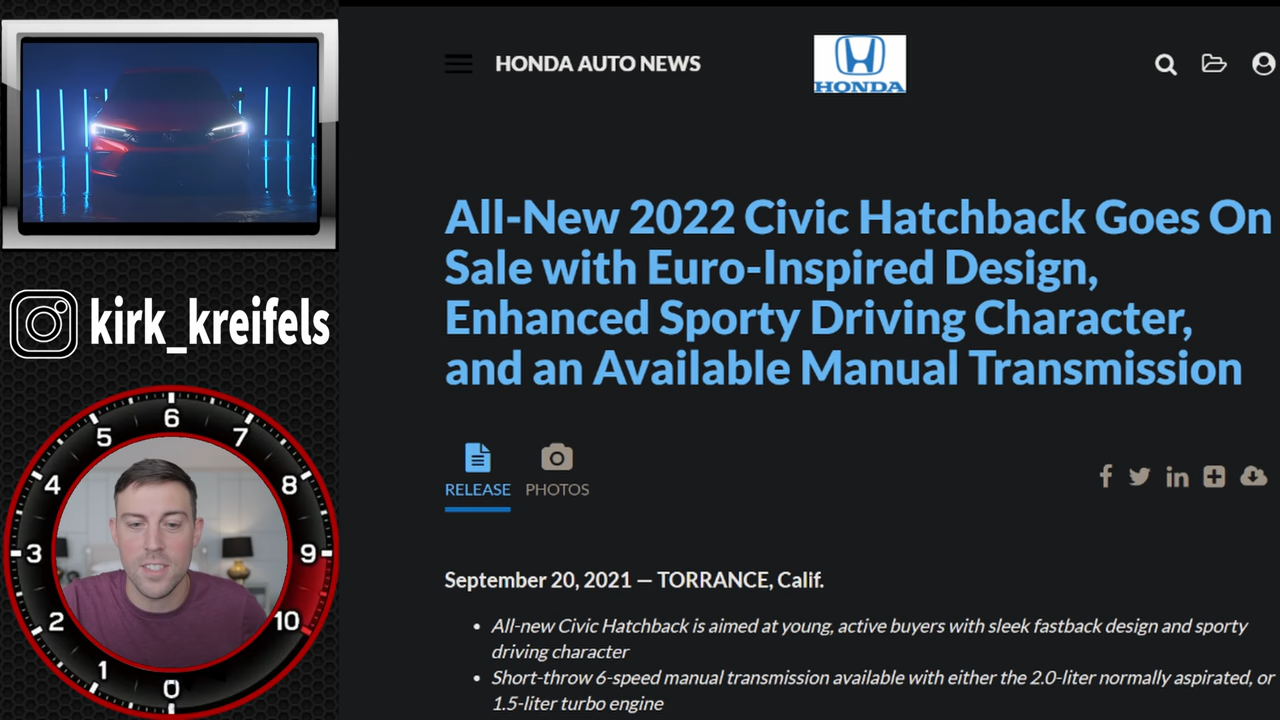 HONDA AUTO NEWS
HONDA
All-New 2022 Civic Hatchback Goes On
Sale with Euro-Inspired Design,
Enhanced Sporty Driving Character,
and an Available Manual Transmission
RELEASE
PHOTOS
September 20, 2021 — TORRANCE, Calif.
• All-new Civic Hatchback is aimed at young, active buyers with sleek fastback design and sporty
driving character
• Short-throw 6-speed manual transmission available with either the 2.0-liter normally aspirated, or
1.5-liter turbo engine
kirk_kreifels
0
1
2
3
4
5
6
7
8
9
10